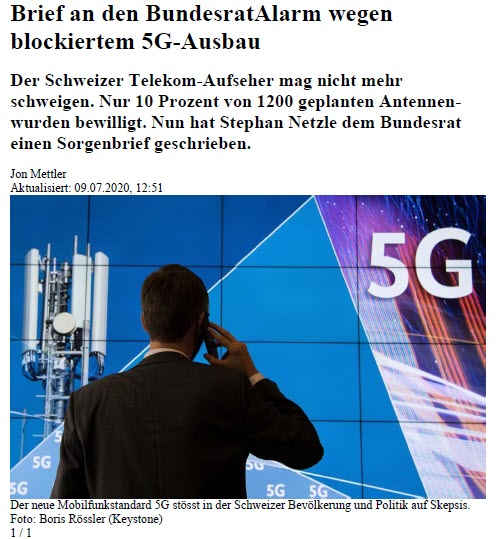 Brief an den BundesratAlarm wegen
blockiertem 5G-Ausbau
Der Schweizer Telekom-Aufseher mag nicht mehr
schweigen. Nur 10 Prozent von 1200 geplanten Antennen-
wurden bewilligt. Nun hat Stephan Netzle dem Bundesrat
einen Sorgenbrief geschrieben.
Jon Mettler
Aktualisiert: 09.07.2020, 12:51
5G
5G
5G
5G
5G
5G
Der neue Mobilfunkstandard 5G stösst in der Schweizer Bevölkerung und Politik auf Skepsis.
Foto: Boris Rössler (Keystone)
1 / 1